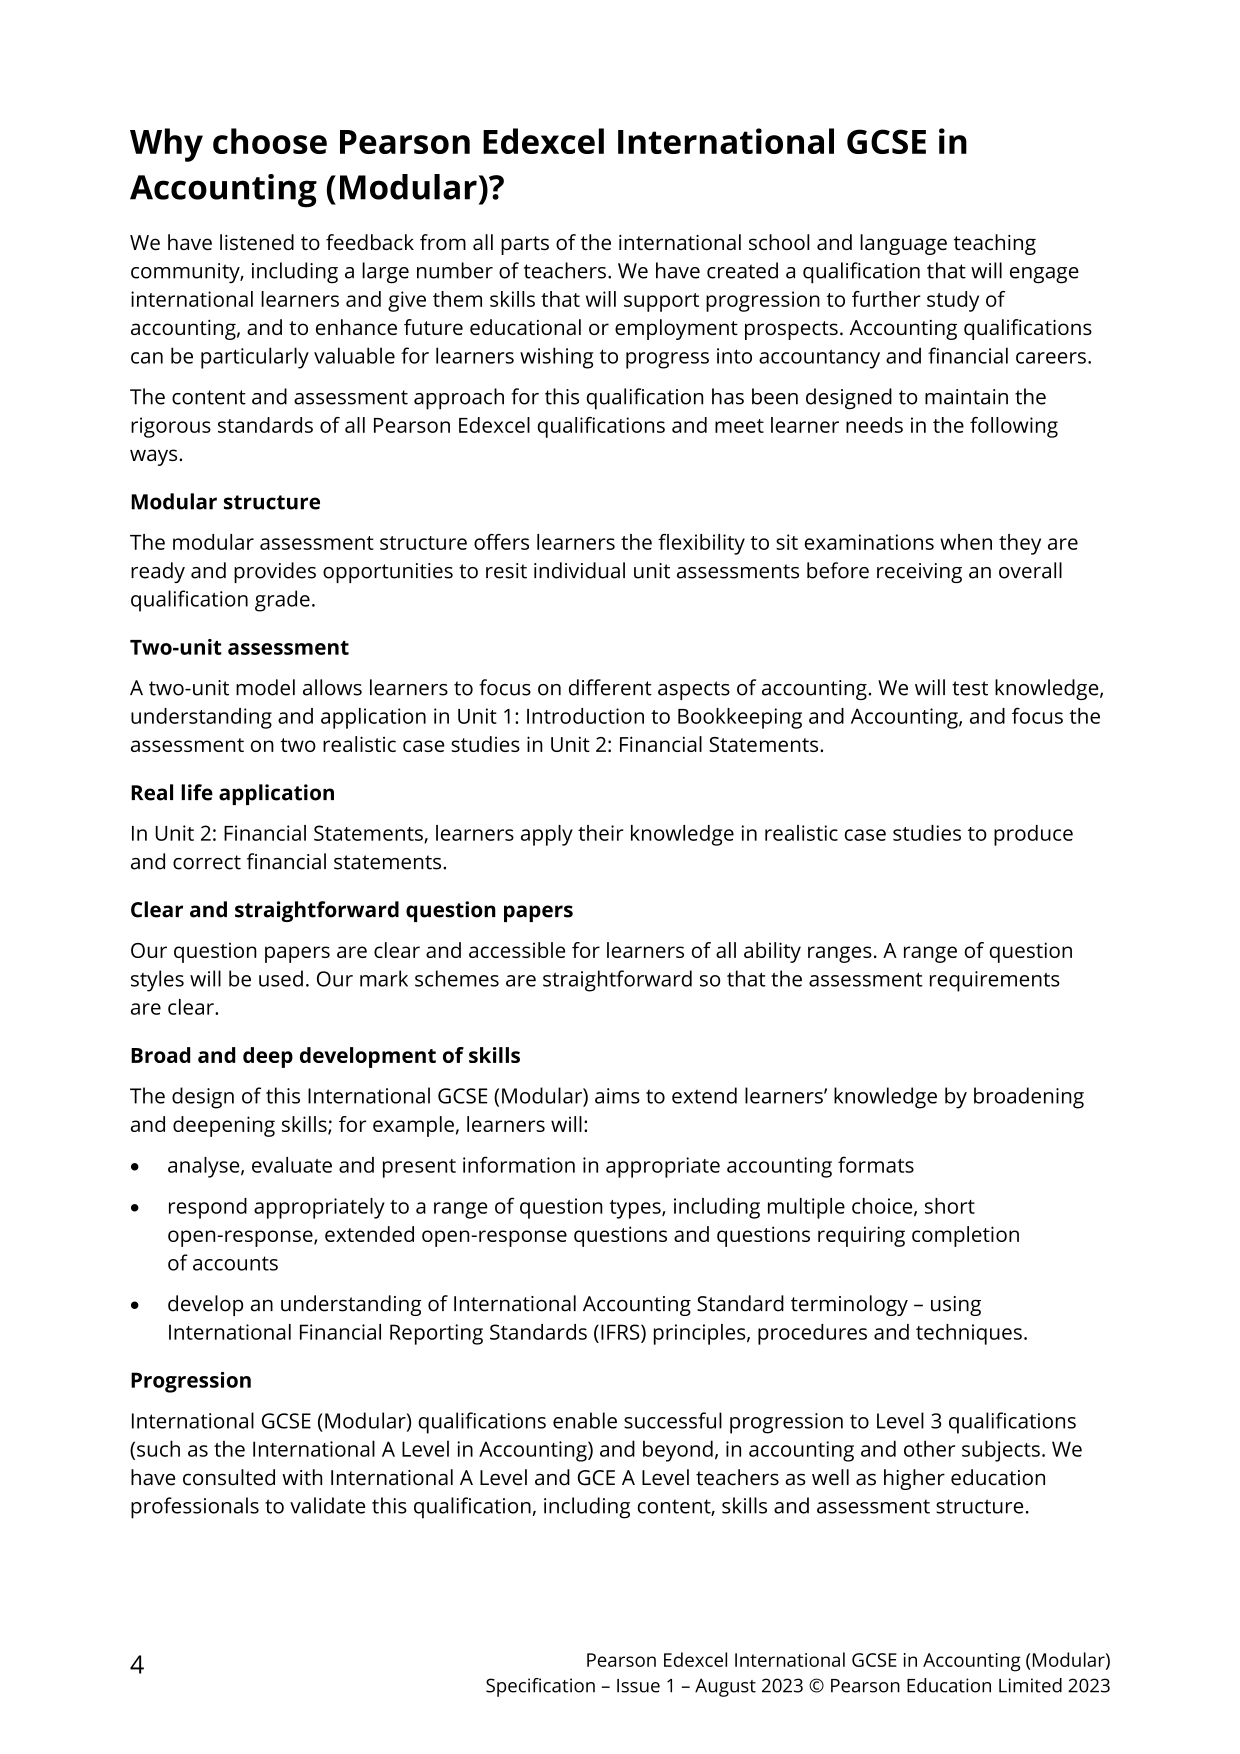 Why choose Pearson Edexcel International GCSE in
Accounting (Modular)?
We have listened to feedback from all parts of the international school and language teaching
community, including a large number of teachers. We have created a qualification that will engage
international learners and give them skills that will support progression to further study of
accounting, and to enhance future educational or employment prospects. Accounting qualifications
can be particularly valuable for learners wishing to progress into accountancy and financial careers.
The content and assessment approach for this qualification has been designed to maintain the
rigorous standards of all Pearson Edexcel qualifications and meet learner needs in the following
ways.
Modular structure
The modular assessment structure offers learners the flexibility to sit examinations when they are
ready and provides opportunities to resit individual unit assessments before receiving an overall
qualification grade.
Two-unit assessment
A two-unit model allows learners to focus on different aspects of accounting. We will test knowledge,
understanding and application in Unit 1: Introduction to Bookkeeping and Accounting, and focus the
assessment on two realistic case studies in Unit 2: Financial Statements.
Real life application
In Unit 2: Financial Statements, learners apply their knowledge in realistic case studies to produce
and correct financial statements.
Clear and straightforward question papers
Our question papers are clear and accessible for learners of all ability ranges. A range of question
styles will be used. Our mark schemes are straightforward so that the assessment requirements
are clear.
Broad and deep development of skills
The design of this International GCSE (Modular) aims to extend learners’ knowledge by broadening
and deepening skills; for example, learners will:
• analyse, evaluate and present information in appropriate accounting formats
• respond appropriately to a range of question types, including multiple choice, short
open-response, extended open-response questions and questions requiring completion
of accounts
• develop an understanding of International Accounting Standard terminology – using
International Financial Reporting Standards (IFRS) principles, procedures and techniques.
Progression
International GCSE (Modular) qualifications enable successful progression to Level 3 qualifications
(such as the International A Level in Accounting) and beyond, in accounting and other subjects. We
have consulted with International A Level and GCE A Level teachers as well as higher education
professionals to validate this qualification, including content, skills and assessment structure.
4
Pearson Edexcel International GCSE in Accounting (Modular)
Specification – Issue 1 – August 2023 © Pearson Education Limited 2023